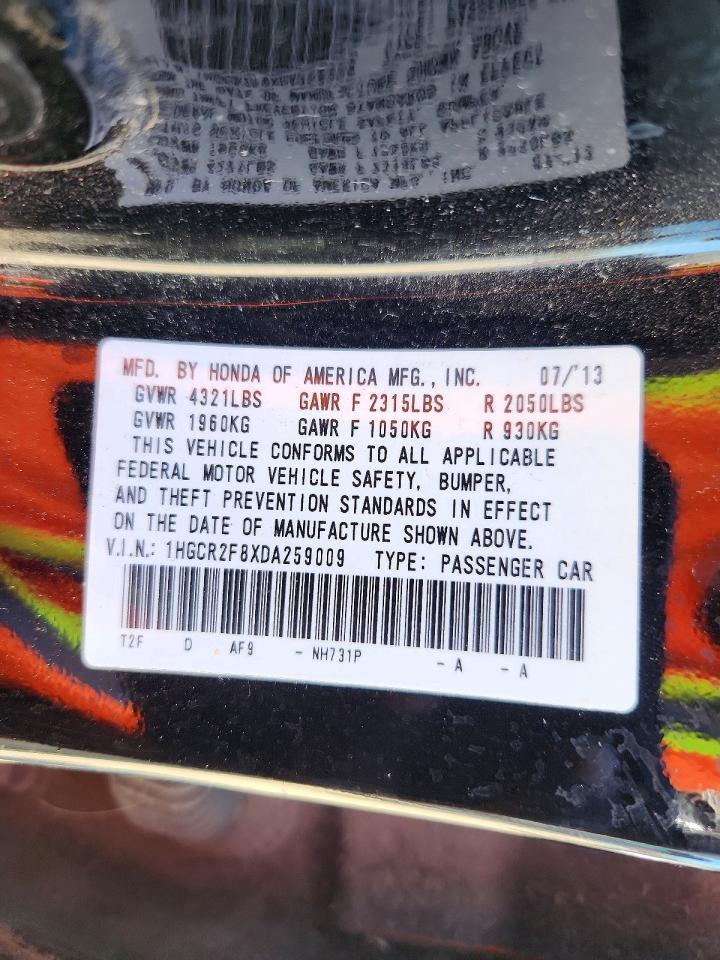 MFD. BY HONDA OF AMERICA MFG., INC. 07/'13
GVWR 4321LBS GAWR F 2315LBS R 2050LBS
GVWR 1960KG GAWR F 1050KG R 930KG
THIS VEHICLE CONFORMS TO ALL APPLICABLE
FEDERAL MOTOR VEHICLE SAFETY, BUMPER,
AND THEFT PREVENTION STANDARDS IN EFFECT
ON THE DATE OF MANUFACTURE SHOWN ABOVE.
V.I.N.: 1HGCR2F8XDA259009 TYPE: PASSENGER CAR
T2F D AF9 - NH731P - A - A